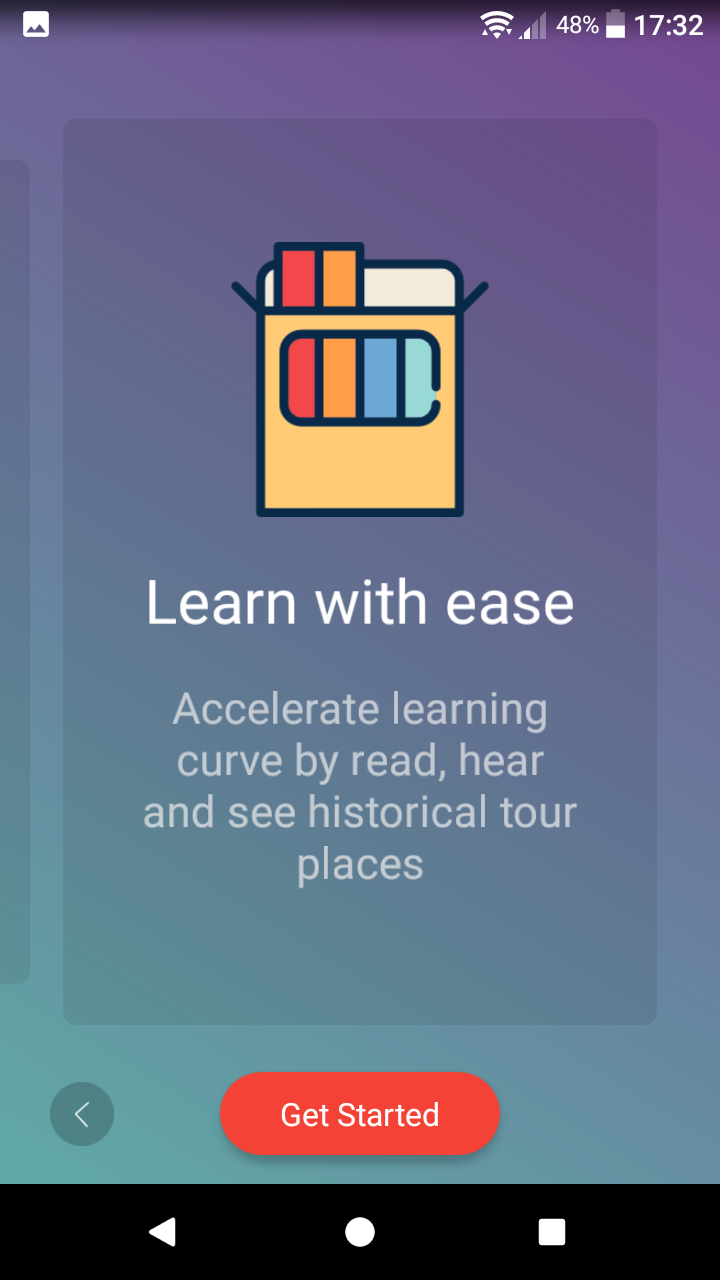 48% 17:32
Learn with ease
Accelerate learning
curve by read, hear
and see historical tour
places
Get Started